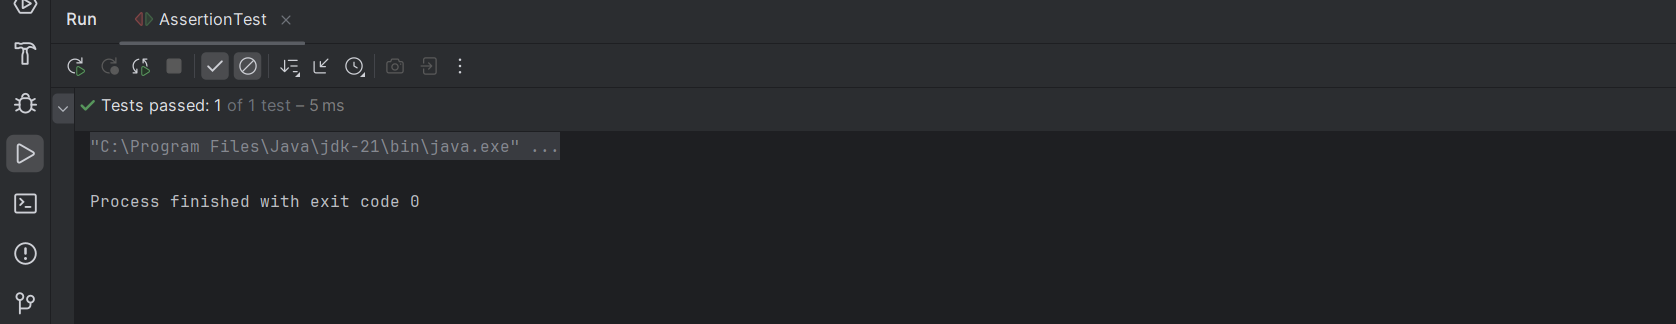 Run AssertionTest
Tests passed: 1 of 1 test – 5 ms
"C:\Program Files\Java\jdk-21\bin\java.exe" ...
Process finished with exit code 0